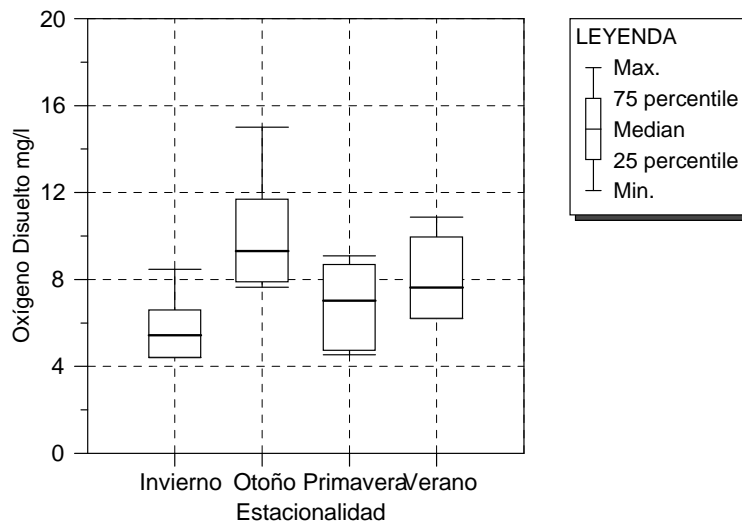 20
16
12
8
4
0
Oxígeno Disuelto mg/l
Invierno Otoño Primavera Verano
Estacionalidad
LEYENDA
Max.
75 percentile
Median
25 percentile
Min.